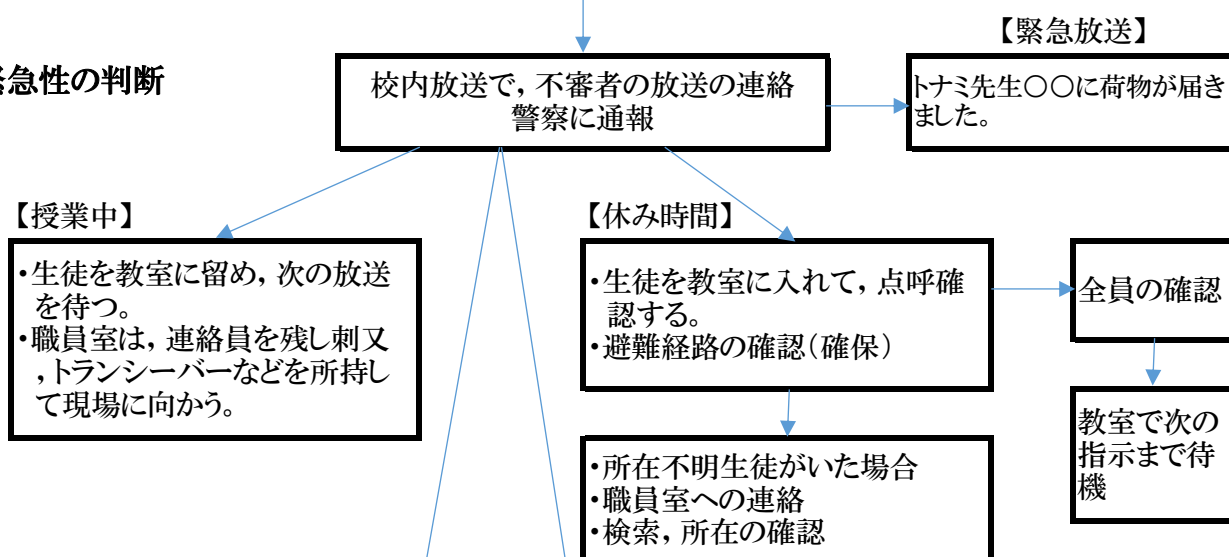 【緊急放送】
急性の判断
校内放送で，不審者の放送の連絡
警察に通報
トナミ先生〇〇に荷物が届き
ました。
【授業中】
・生徒を教室に留め，次の放送
を待つ。
・職員室は，連絡員を残し刺又
，トランシーバーなどを所持し
て現場に向かう。
【休み時間】
・生徒を教室に入れて，点呼確
認する。
・避難経路の確認（確保）
全員の確認
教室で次の
指示まで待
機
・所在不明生徒がいた場合
・職員室への連絡
・検索，所在の確認